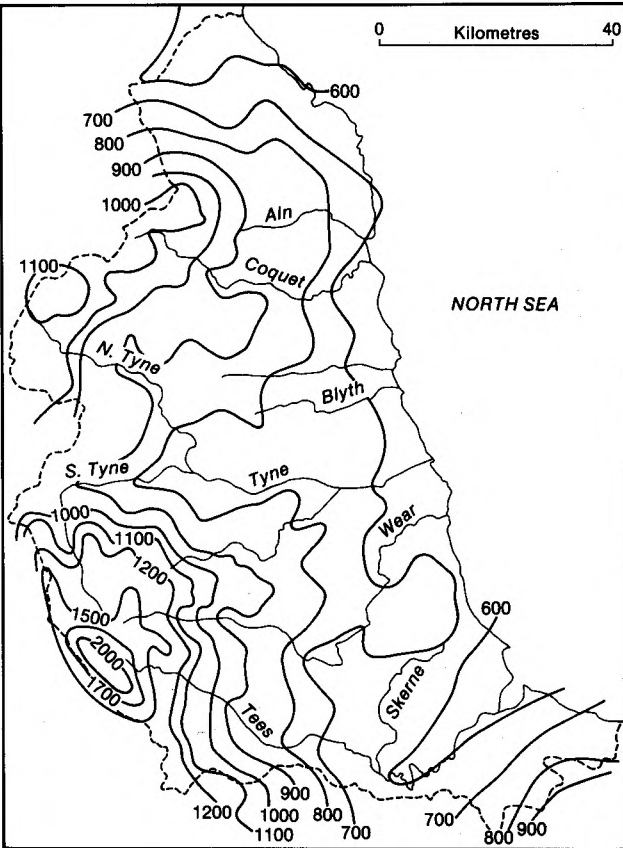 0 Kilometres 40
600
700
800
900
1000
Aln
1100
Coquet
NORTH SEA
N. Tyne
Blyth
S. Tyne
Tyne
Wear
1000
1100
1200
1500
600
2000
1700
Skerne
Tees
900
1200
1000
800
1100
700
700
800
900